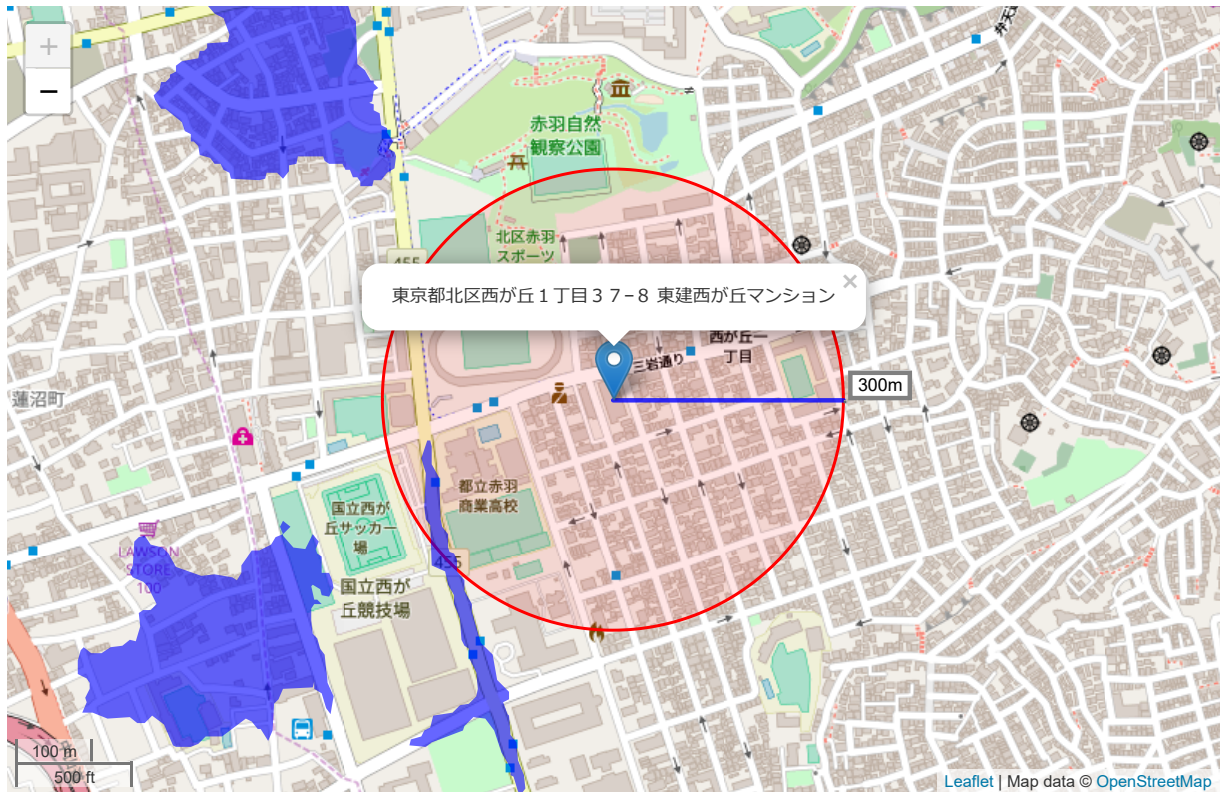 +
−
弁天通
赤羽自然
観察公園
北区赤羽
スポーツ
455
東京都北区西が丘１丁目３７−８ 東建西が丘マンション
×
西が丘一
丁目
三岩通り
300m
蓮沼町
都立赤羽
商業高校
国立西が
丘サッカー
場
LAWSON
STORE
100
455
国立西が
丘競技場
100 m
500 ft
Leaflet | Map data © OpenStreetMap